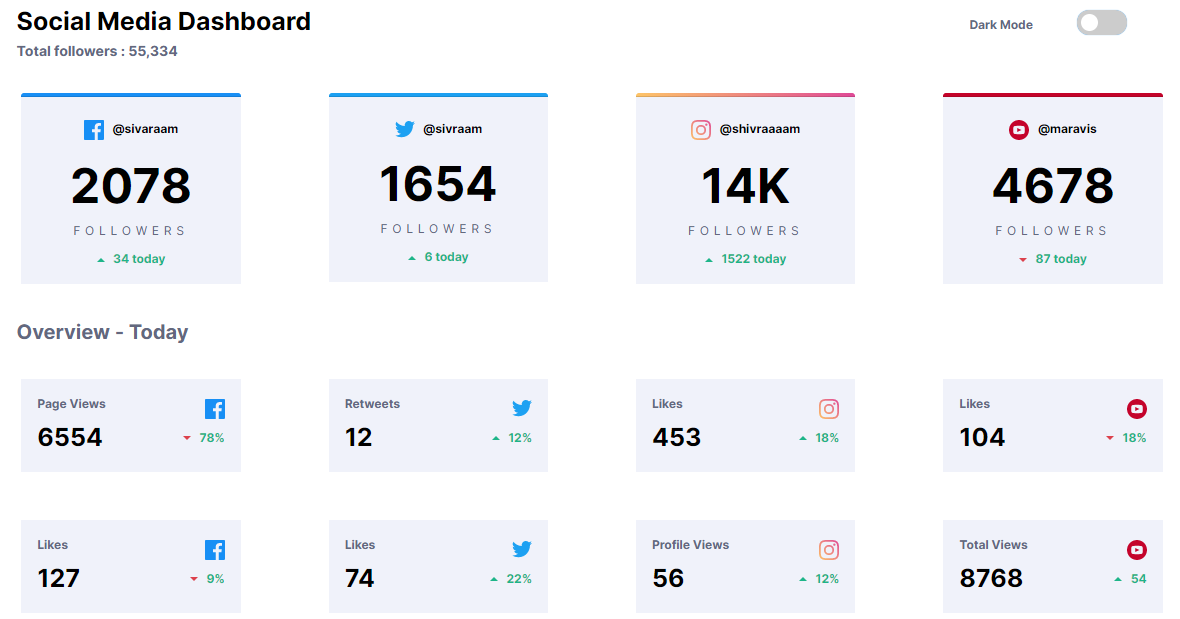 Social Media Dashboard
Dark Mode
Total followers : 55,334
@sivaraam
2078
FOLLOWERS
34 today
@sivraam
1654
FOLLOWERS
6 today
@shivraaaam
14K
FOLLOWERS
1522 today
@maravis
4678
FOLLOWERS
87 today
Overview - Today
Page Views
6554
78%
Retweets
12
12%
Likes
453
18%
Likes
104
18%
Likes
127
9%
Likes
74
22%
Profile Views
56
12%
Total Views
8768
54